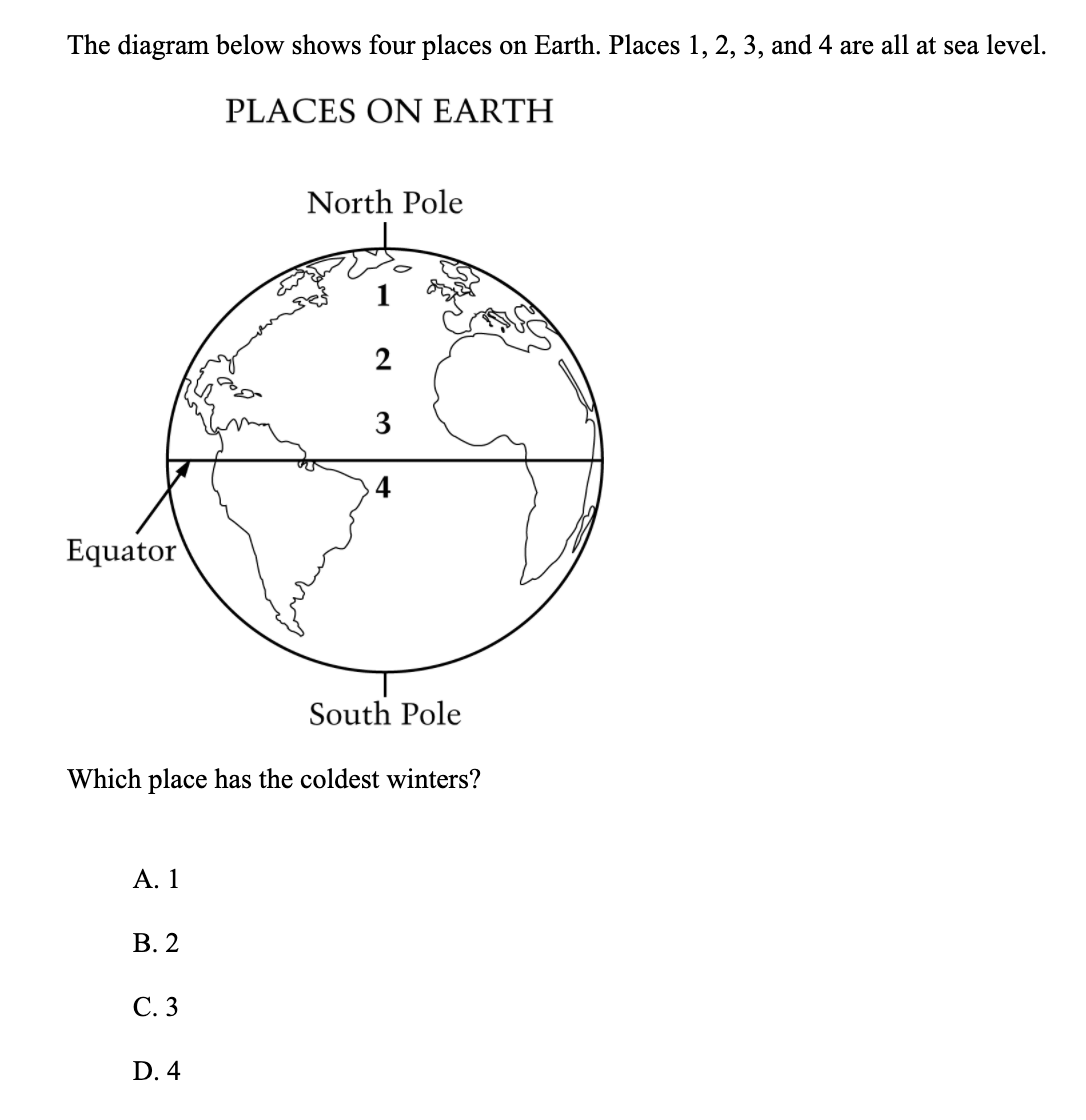 The diagram below shows four places on Earth. Places 1, 2, 3, and 4 are all at sea level.
PLACES ON EARTH
North Pole
1
2
3
4
Equator
South Pole
Which place has the coldest winters?
A. 1
B. 2
C. 3
D. 4